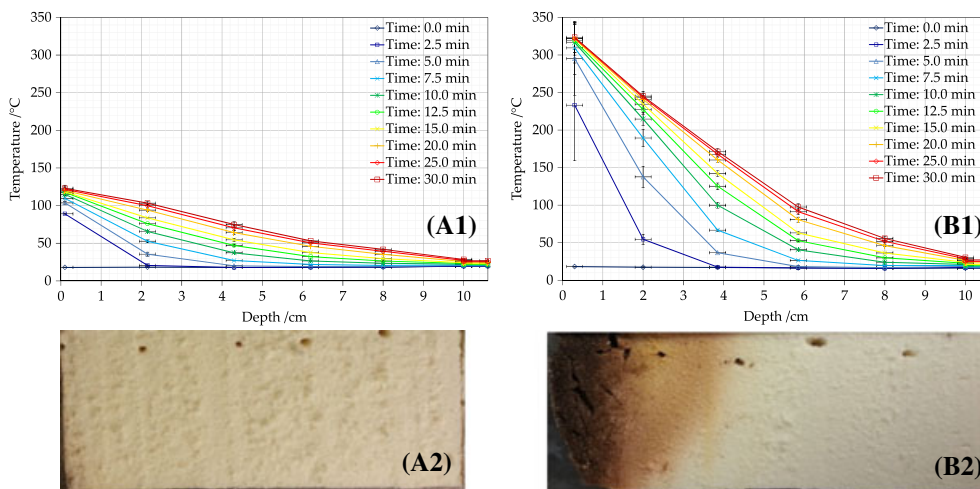 350
300
250
200
150
100
50
0
Temperature /°C
0 1 2 3 4 5 6 7 8 9 10
Depth /cm
Time: 0.0 min
Time: 2.5 min
Time: 5.0 min
Time: 7.5 min
Time: 10.0 min
Time: 12.5 min
Time: 15.0 min
Time: 20.0 min
Time: 25.0 min
Time: 30.0 min
(A1)
350
300
250
200
150
100
50
0
Temperature /°C
0 1 2 3 4 5 6 7 8 9 10
Depth /cm
Time: 0.0 min
Time: 2.5 min
Time: 5.0 min
Time: 7.5 min
Time: 10.0 min
Time: 12.5 min
Time: 15.0 min
Time: 20.0 min
Time: 25.0 min
Time: 30.0 min
(B1)
(A2)
(B2)